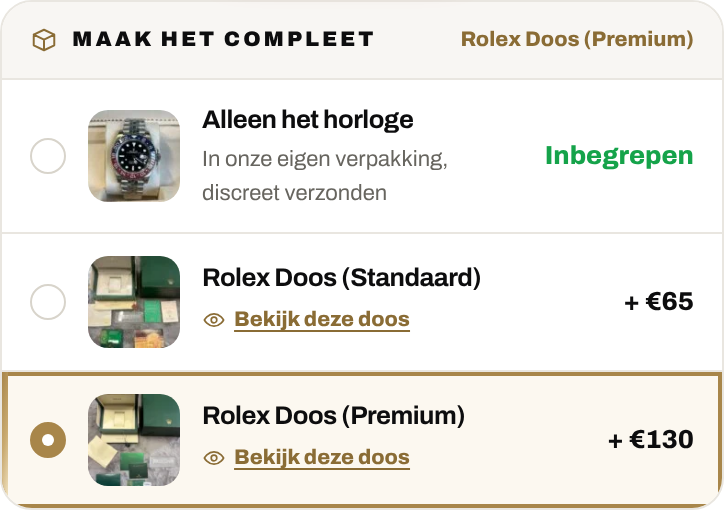 MAAK HET COMPLEET
Rolex Doos (Premium)
Alleen het horloge
In onze eigen verpakking,
discreet verzonden
Inbegrepen
Rolex Doos (Standaard)
Bekijk deze doos
+ €65
Rolex Doos (Premium)
Bekijk deze doos
+ €130